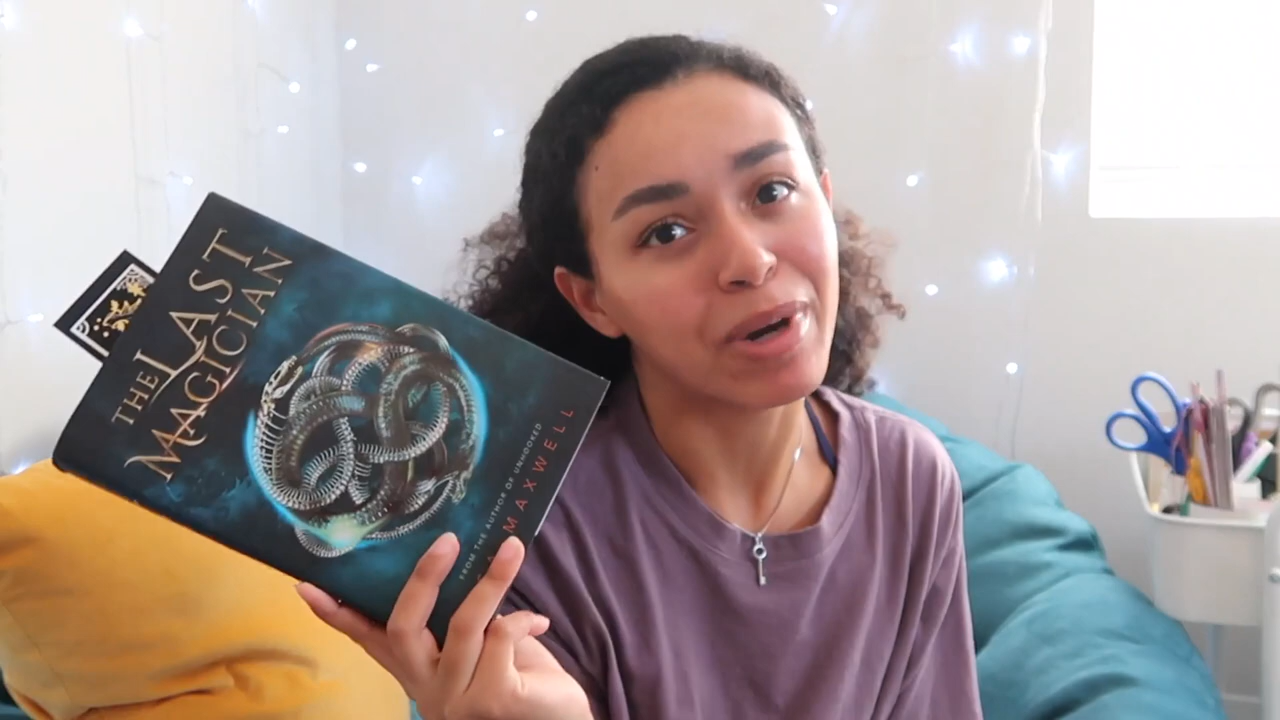 THE LAST
MAGICIAN
FROM THE AUTHOR OF UNHOOKED
MAXWELL